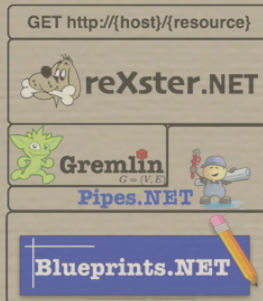 GET http://{host}/{resource}
reXster.NET
Gremlin
G = (V, E)
Pipes.NET
Blueprints.NET